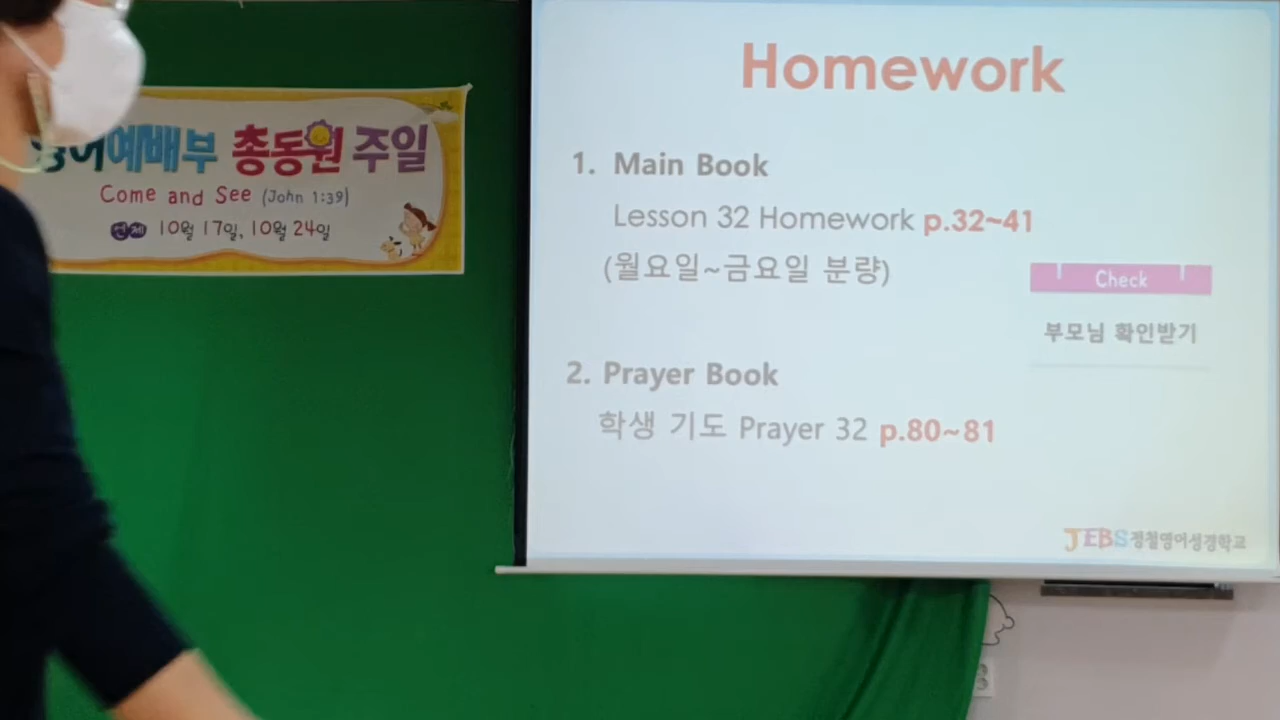 예배부 총동원 주일
Come and See (John 1:39)
언제 10월 17일, 10월 24일
Homework
1. Main Book
Lesson 32 Homework p.32~41
(월요일~금요일 분량)
Check
부모님 확인받기
2. Prayer Book
학생 기도 Prayer 32 p.80~81
JEBS 정철영어성경학교